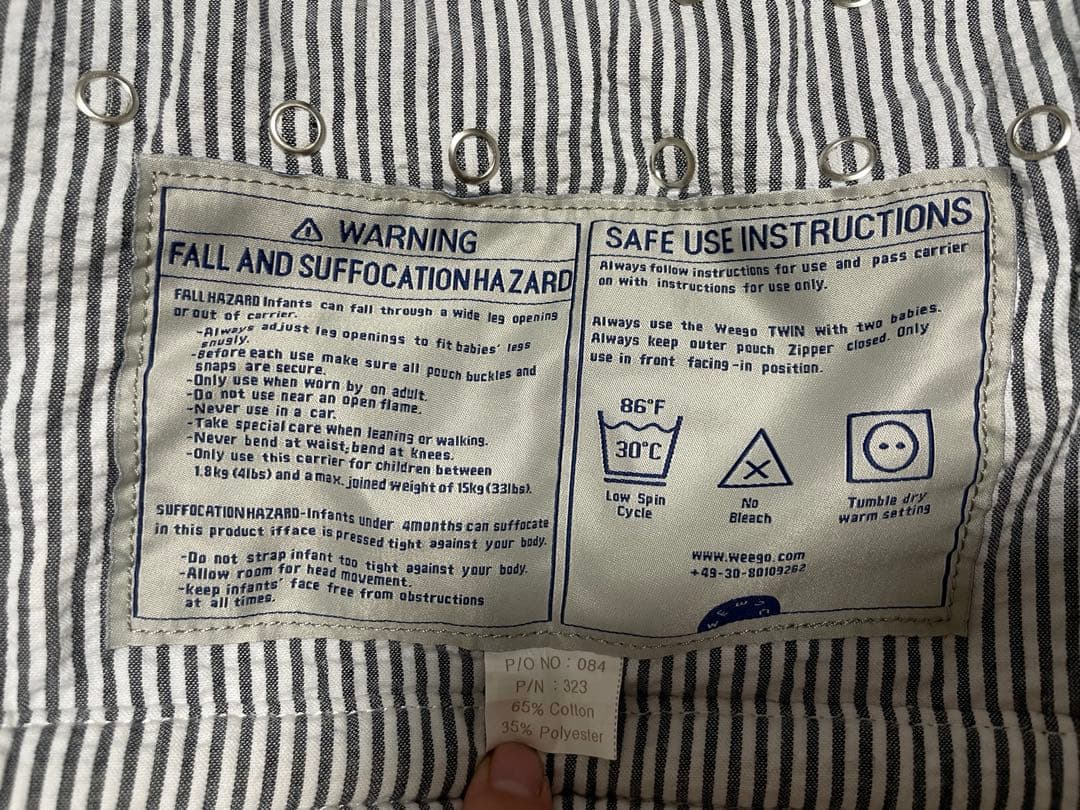 WARNING
FALL AND SUFFOCATION HAZARD
FALL HAZARD Infants can fall through a wide leg opening
or out of carrier.
-Always adjust leg openings to fit babies' legs
snugly.
-Before each use make sure all pouch buckles and
snaps are secure.
-Only use when worn by an adult.
-Do not use near an open flame.
-Never use in a car.
-Take special care when leaning or walking.
-Never bend at waist; bend at knees.
-Only use this carrier for children between
1.8kg (4lbs) and a max. joined weight of 15kg (33lbs).
SUFFOCATION HAZARD-Infants under 4months can suffocate
in this product if face is pressed tight against your body.
-Do not strap infant too tight against your body.
-Allow room for head movement.
-keep infants' face free from obstructions
at all times.
SAFE USE INSTRUCTIONS
Always follow instructions for use and pass carrier
on with instructions for use only.
Always use the Weego TWIN with two babies.
Always keep outer pouch Zipper closed. Only
use in front facing-in position.
86°F
30°C
Low Spin
Cycle
No
Bleach
Tumble dry
warm setting
www.weego.com
+49-30-80109262
P/O NO : 084
P/N : 323
65% Cotton
35% Polyester